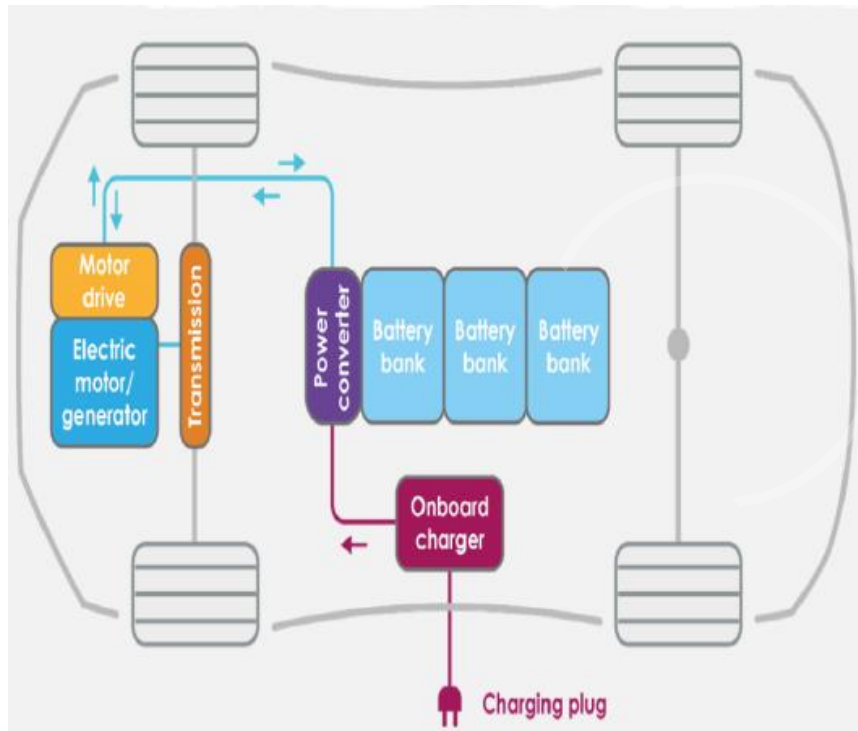 Motor
drive
Electric
motor/
generator
Transmission
Power
converter
Battery
bank
Battery
bank
Battery
bank
Onboard
charger
Charging plug